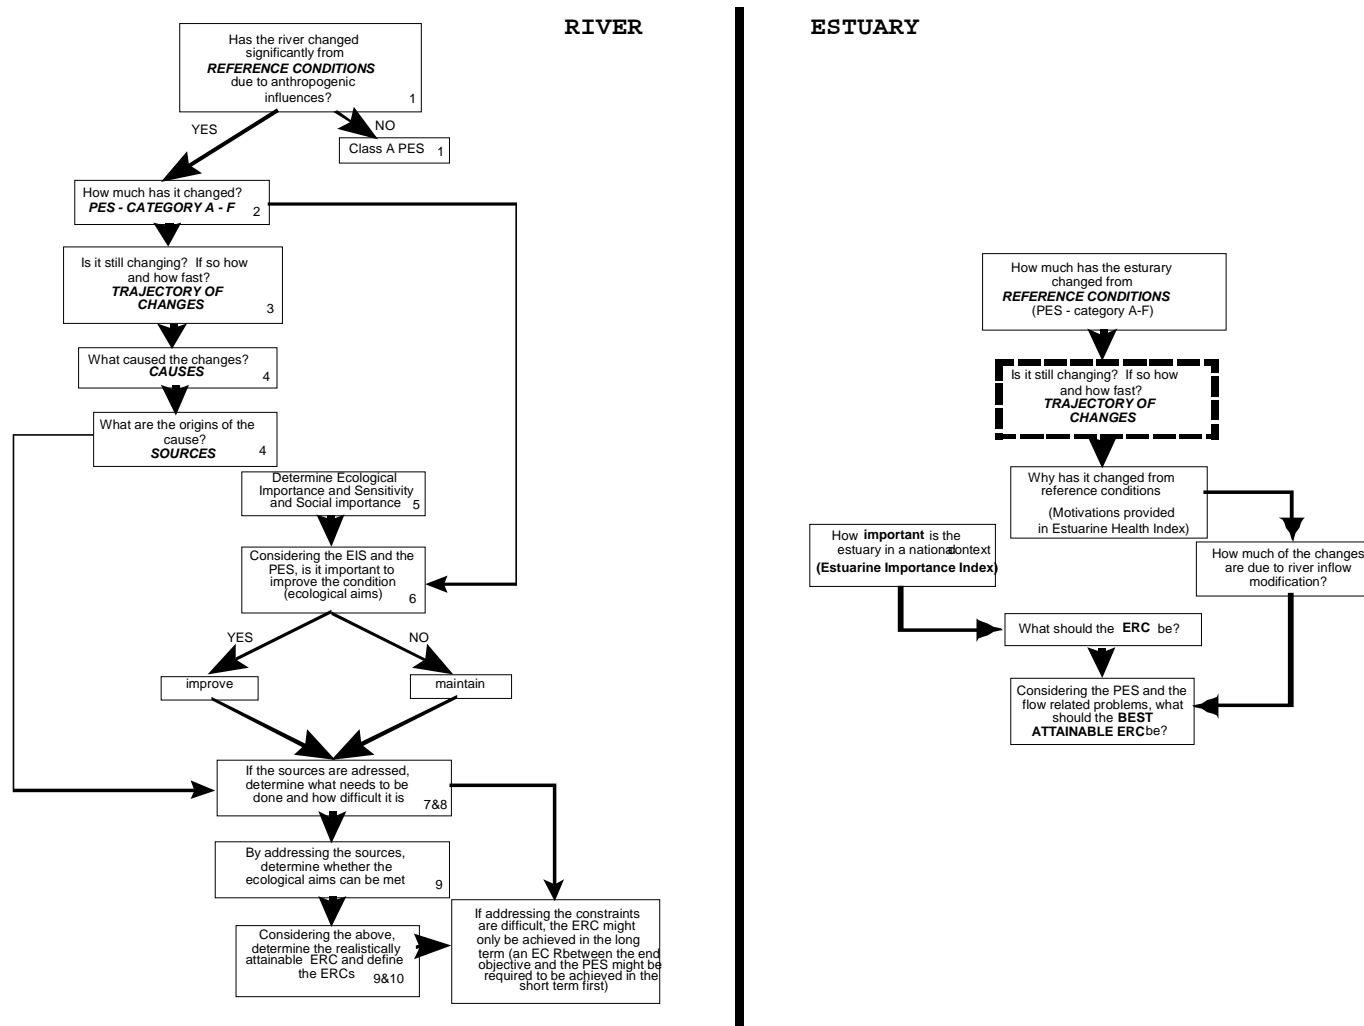 RIVER
Has the river changed
significantly from
REFERENCE CONDITIONS
due to anthropogenic
influences?
1
YES
NO
Class A PES
1
How much has it changed?
PES - CATEGORY A - F
2
Is it still changing? If so how
and how fast?
TRAJECTORY OF
CHANGES
3
What caused the changes?
CAUSES
4
What are the origins of the
cause?
SOURCES
4
Determine Ecological
Importance and Sensitivity
and Social importance
5
Considering the EIS and the
PES, is it important to
improve the condition
(ecological aims)
6
YES
NO
improve
maintain
If the sources are adressed,
determine what needs to be
done and how difficult it is
7&8
By addressing the sources,
determine whether the
ecological aims can be met
9
Considering the above,
determine the realistically
attainable ERC and define
the ERCs
9&10
If addressing the constraints
are difficult, the ERC might
only be achieved in the long
term (an EC Rbetween the end
objective and the PES might be
required to be achieved in the
short term first)
ESTUARY
How much has the esturary
changed from
REFERENCE CONDITIONS
(PES - category A-F)
Is it still changing? If so how
and how fast?
TRAJECTORY OF
CHANGES
Why has it changed from
reference conditions
(Motivations provided
in Estuarine Health Index)
How important is the
estuary in a national context
(Estuarine Importance Index)
How much of the changes
are due to river inflow
modification?
What should the ERC be?
Considering the PES and the
flow related problems, what
should the BEST
ATTAINABLE ERC be?